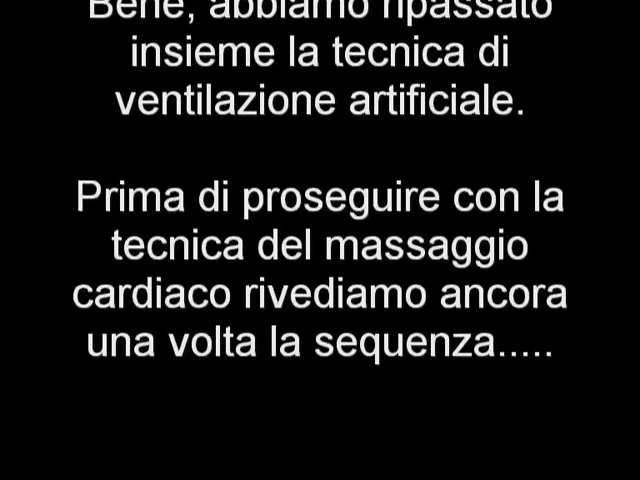 Bene, abbiamo ripassato
insieme la tecnica di
ventilazione artificiale.
Prima di proseguire con la
tecnica del massaggio
cardiaco rivediamo ancora
una volta la sequenza.....